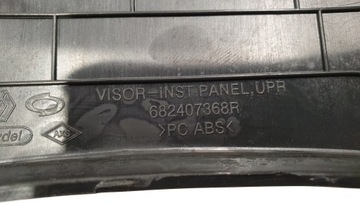 VISOR-INST.PANEL,UPR
682407368R
>PC ABS<